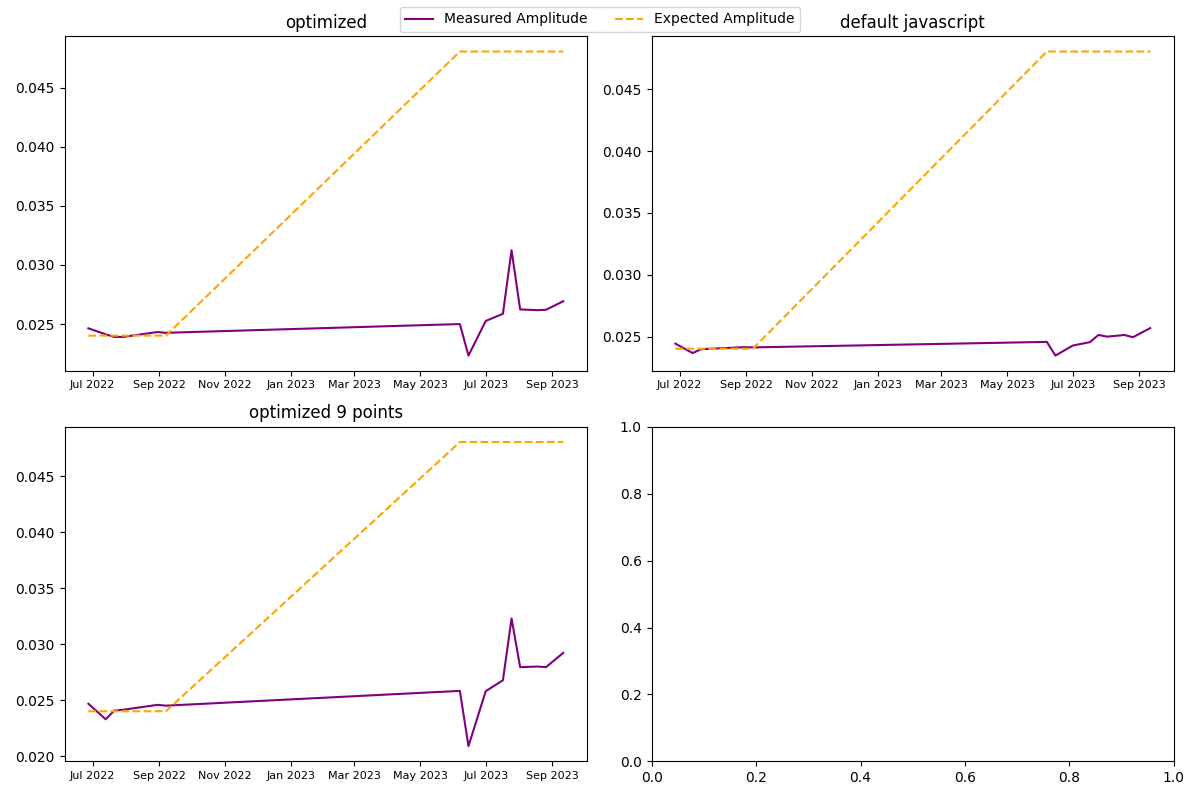 Measured Amplitude Expected Amplitude
optimized
0.045
0.040
0.035
0.030
0.025
Jul 2022 Sep 2022 Nov 2022 Jan 2023 Mar 2023 May 2023 Jul 2023 Sep 2023
default javascript
0.045
0.040
0.035
0.030
0.025
Jul 2022 Sep 2022 Nov 2022 Jan 2023 Mar 2023 May 2023 Jul 2023 Sep 2023
optimized 9 points
0.045
0.040
0.035
0.030
0.025
0.020
Jul 2022 Sep 2022 Nov 2022 Jan 2023 Mar 2023 May 2023 Jul 2023 Sep 2023
1.0
0.8
0.6
0.4
0.2
0.0
0.0 0.2 0.4 0.6 0.8 1.0